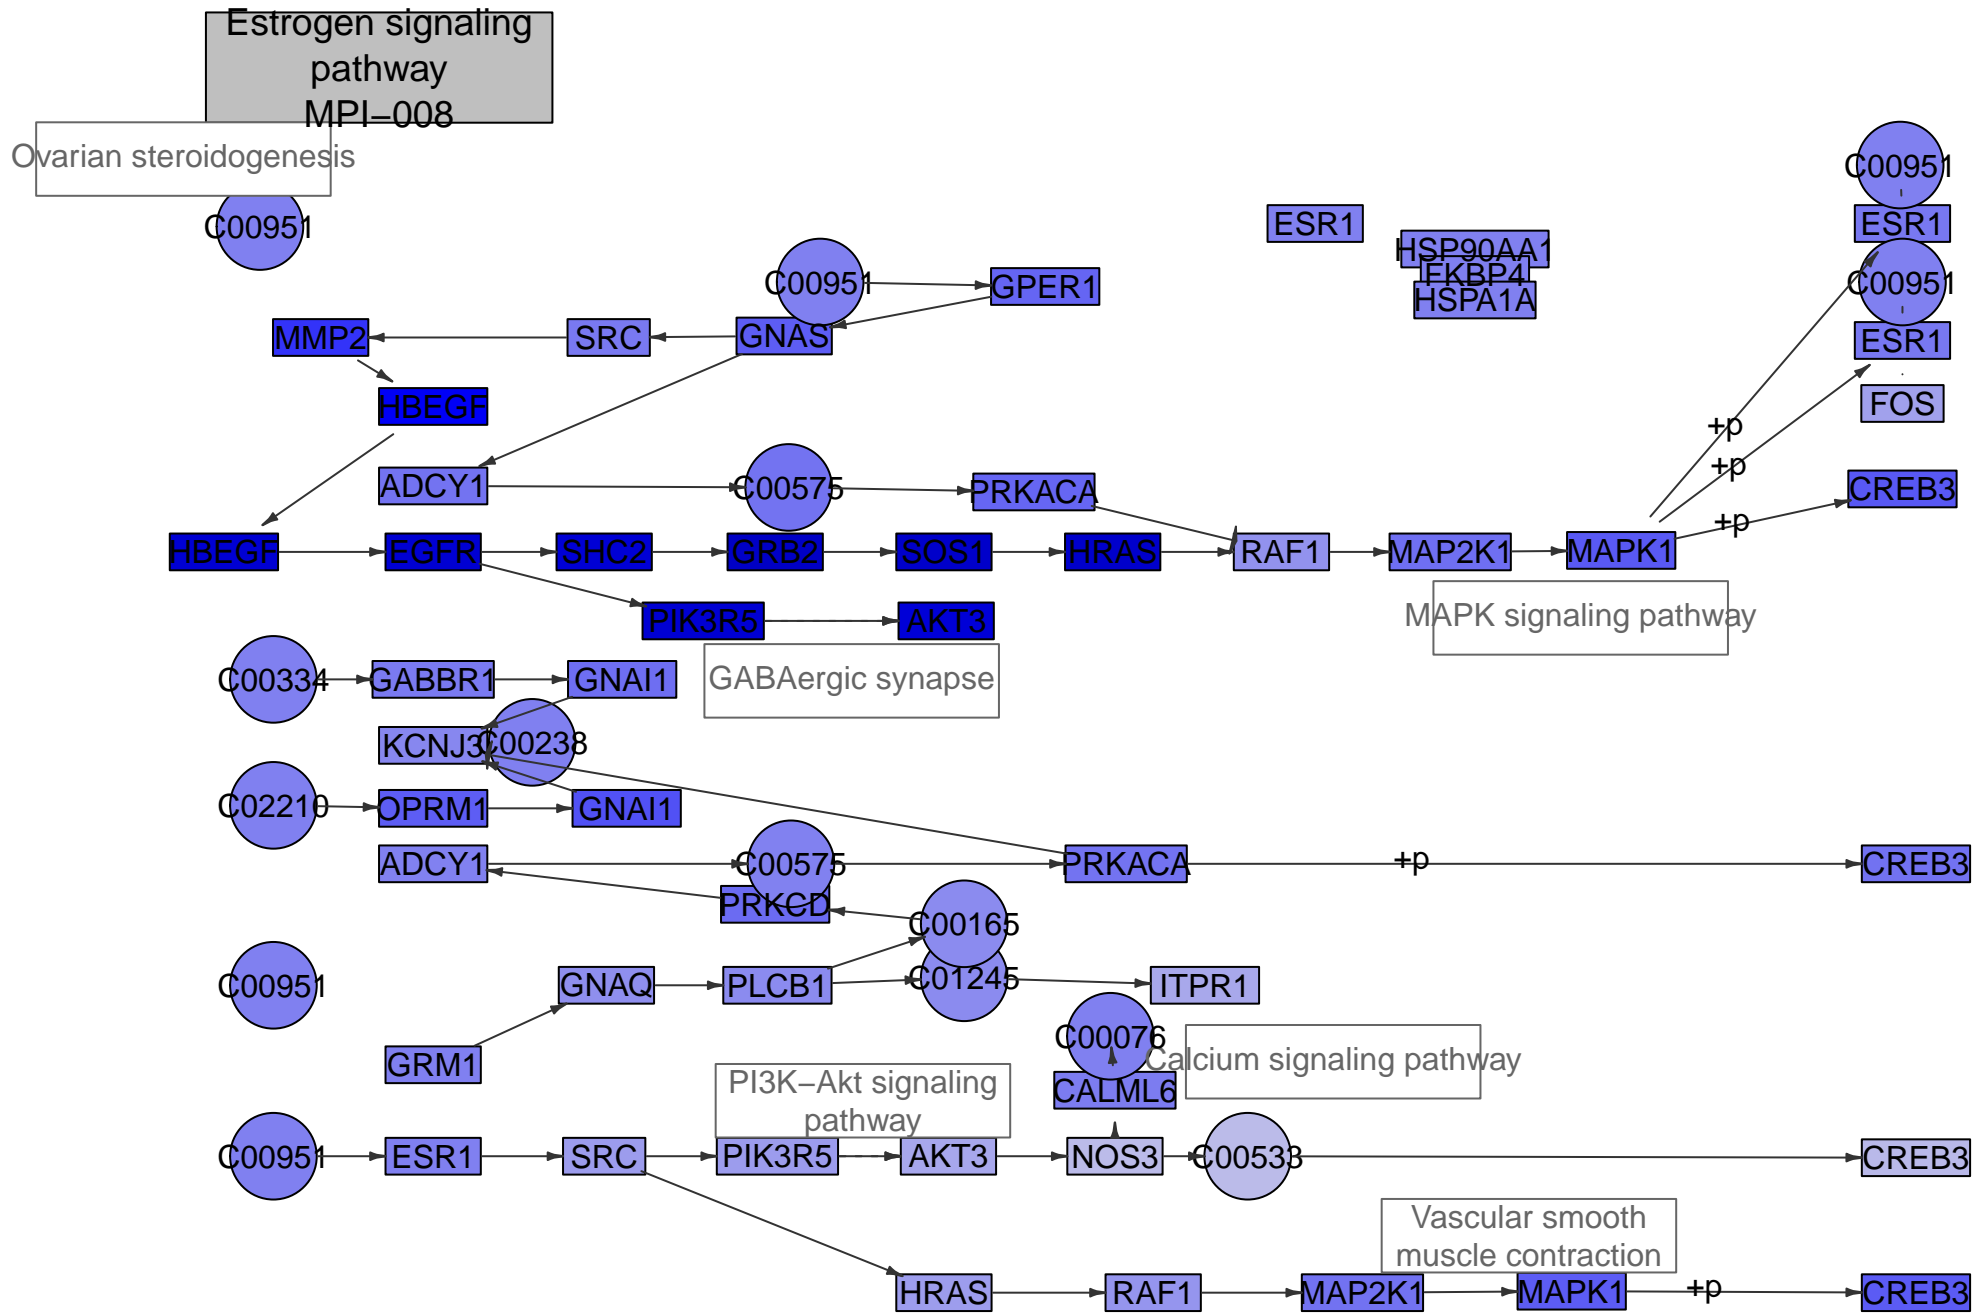 Estrogen signaling
pathway
MPI−008
Ovarian steroidogenesis
C00951
C00951
ESR1
ESR1
HSP90AA1
FKBP4
HSPA1A
C00951
GPER1
C00951
ESR1
MMP2
SRC
GNAS
HBEGF
FOS
+p
+p
ADCY1
C00575
PRKACA
CREB3
+p
HBEGF
EGFR
SHC2
GRB2
SOS1
HRAS
RAF1
MAP2K1
MAPK1
PIK3R5
AKT3
MAPK signaling pathway
C00334
GABBR1
GNAI1
GABAergic synapse
KCNJ3
C00238
C02210
OPRM1
GNAI1
ADCY1
C00575
PRKACA
+p
CREB3
PRKCD
C00165
C00951
GNAQ
PLCB1
C01245
ITPR1
C00076
Calcium signaling pathway
GRM1
CALML6
PI3K−Akt signaling
pathway
C00951
ESR1
SRC
PIK3R5
AKT3
NOS3
C00533
CREB3
Vascular smooth
muscle contraction
HRAS
RAF1
MAP2K1
MAPK1
+p
CREB3